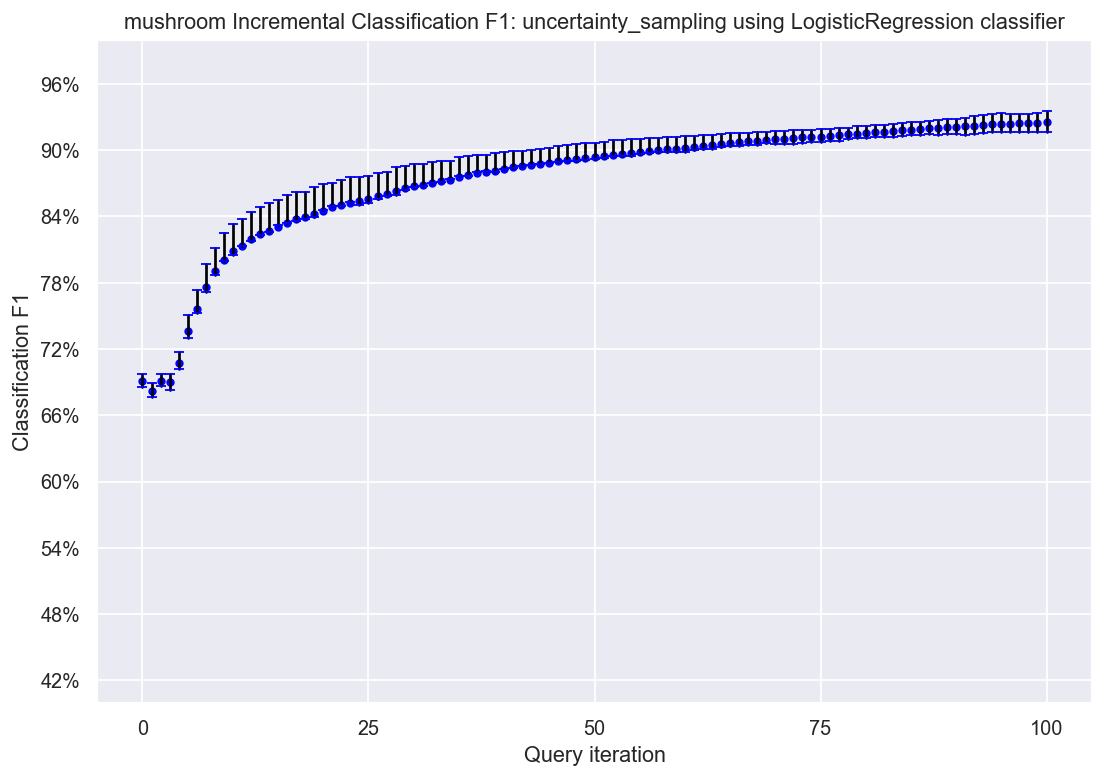 mushroom Incremental Classification F1: uncertainty_sampling using LogisticRegression classifier
96%
90%
84%
78%
72%
66%
60%
54%
48%
42%
Classification F1
0 25 50 75 100
Query iteration